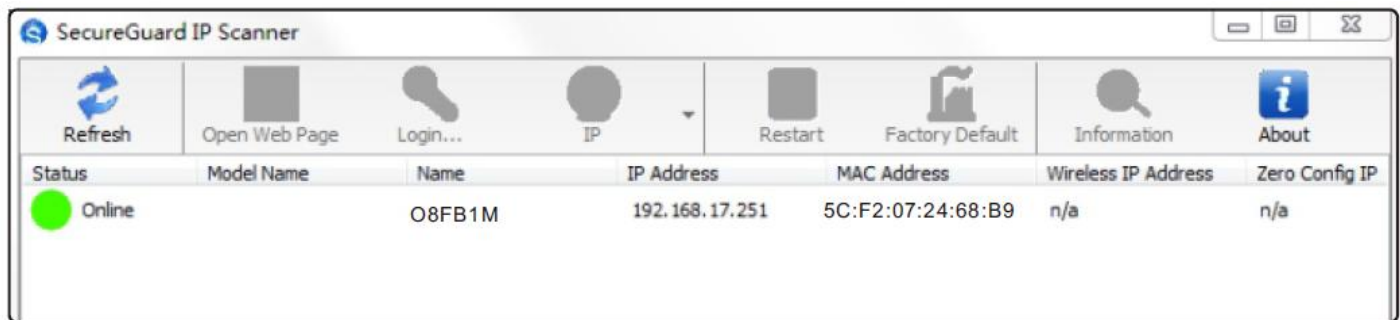 SecureGuard IP Scanner
Refresh Open Web Page Login... IP Restart Factory Default Information About
Status Model Name Name IP Address MAC Address Wireless IP Address Zero Config IP
Online O8FB1M 192.168.17.251 5C:F2:07:24:68:B9 n/a n/a